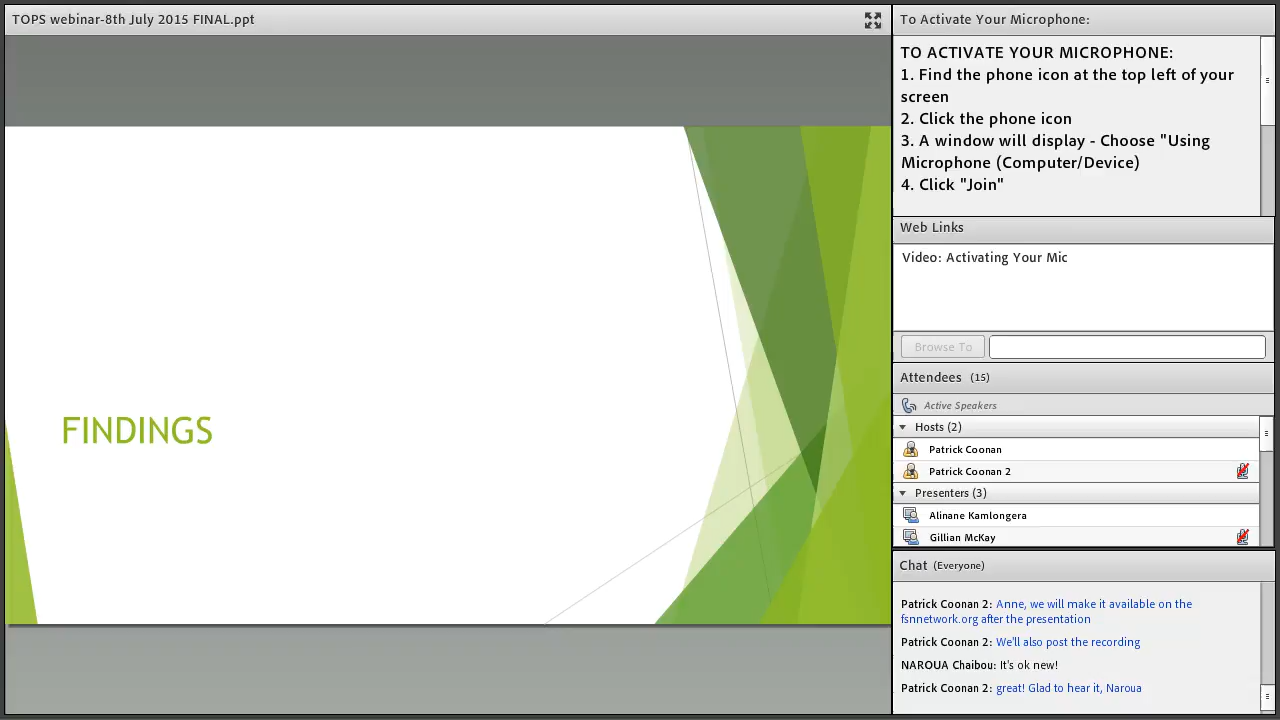 TOPS webinar-8th July 2015 FINAL.ppt
FINDINGS
To Activate Your Microphone:
TO ACTIVATE YOUR MICROPHONE:
1. Find the phone icon at the top left of your
screen
2. Click the phone icon
3. A window will display - Choose "Using
Microphone (Computer/Device)
4. Click "Join"
Web Links
Video: Activating Your Mic
Browse To
Attendees (15)
Active Speakers
Hosts (2)
Patrick Coonan
Patrick Coonan 2
Presenters (3)
Alinane Kamlongera
Gillian McKay
Chat (Everyone)
Patrick Coonan 2: Anne, we will make it available on the
fsnnetwork.org after the presentation
Patrick Coonan 2: We'll also post the recording
NAROUA Chaibou: It's ok new!
Patrick Coonan 2: great! Glad to hear it, Naroua